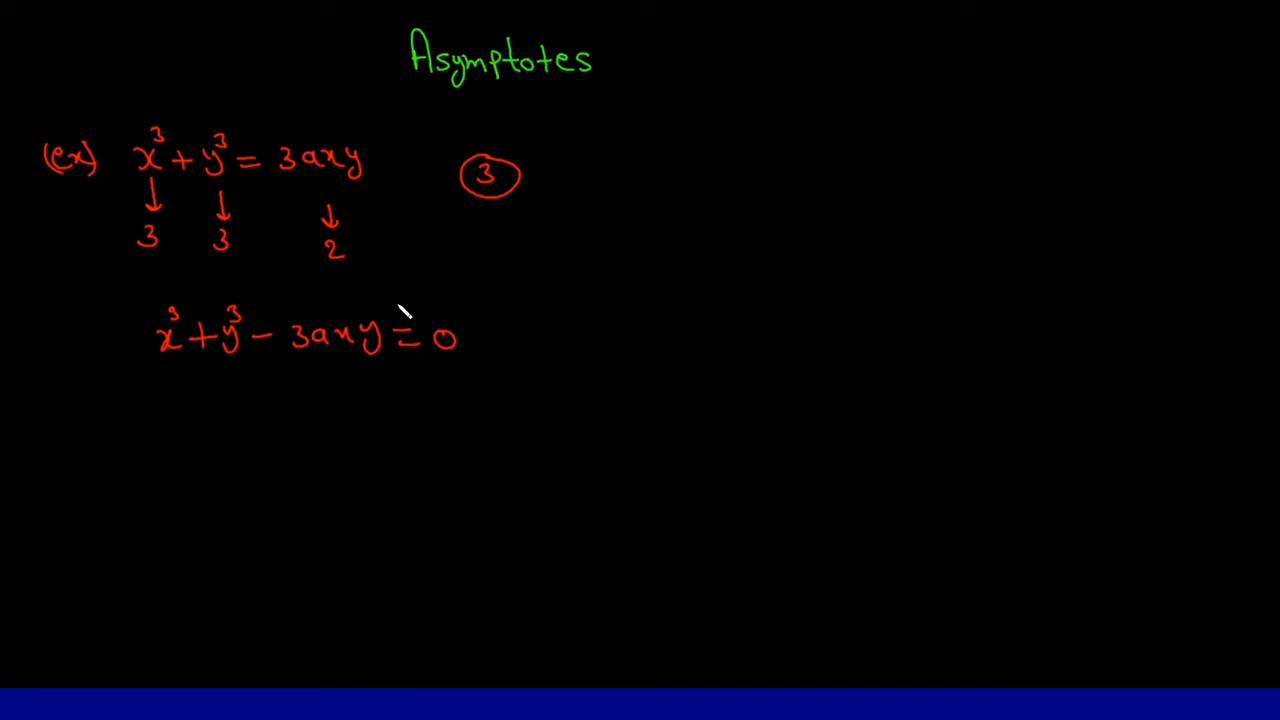 Asymptotes
(ex) x³ + y³ = 3axy ③
↓ ↓ ↓
3 3 2
x³ + y³ - 3axy = 0